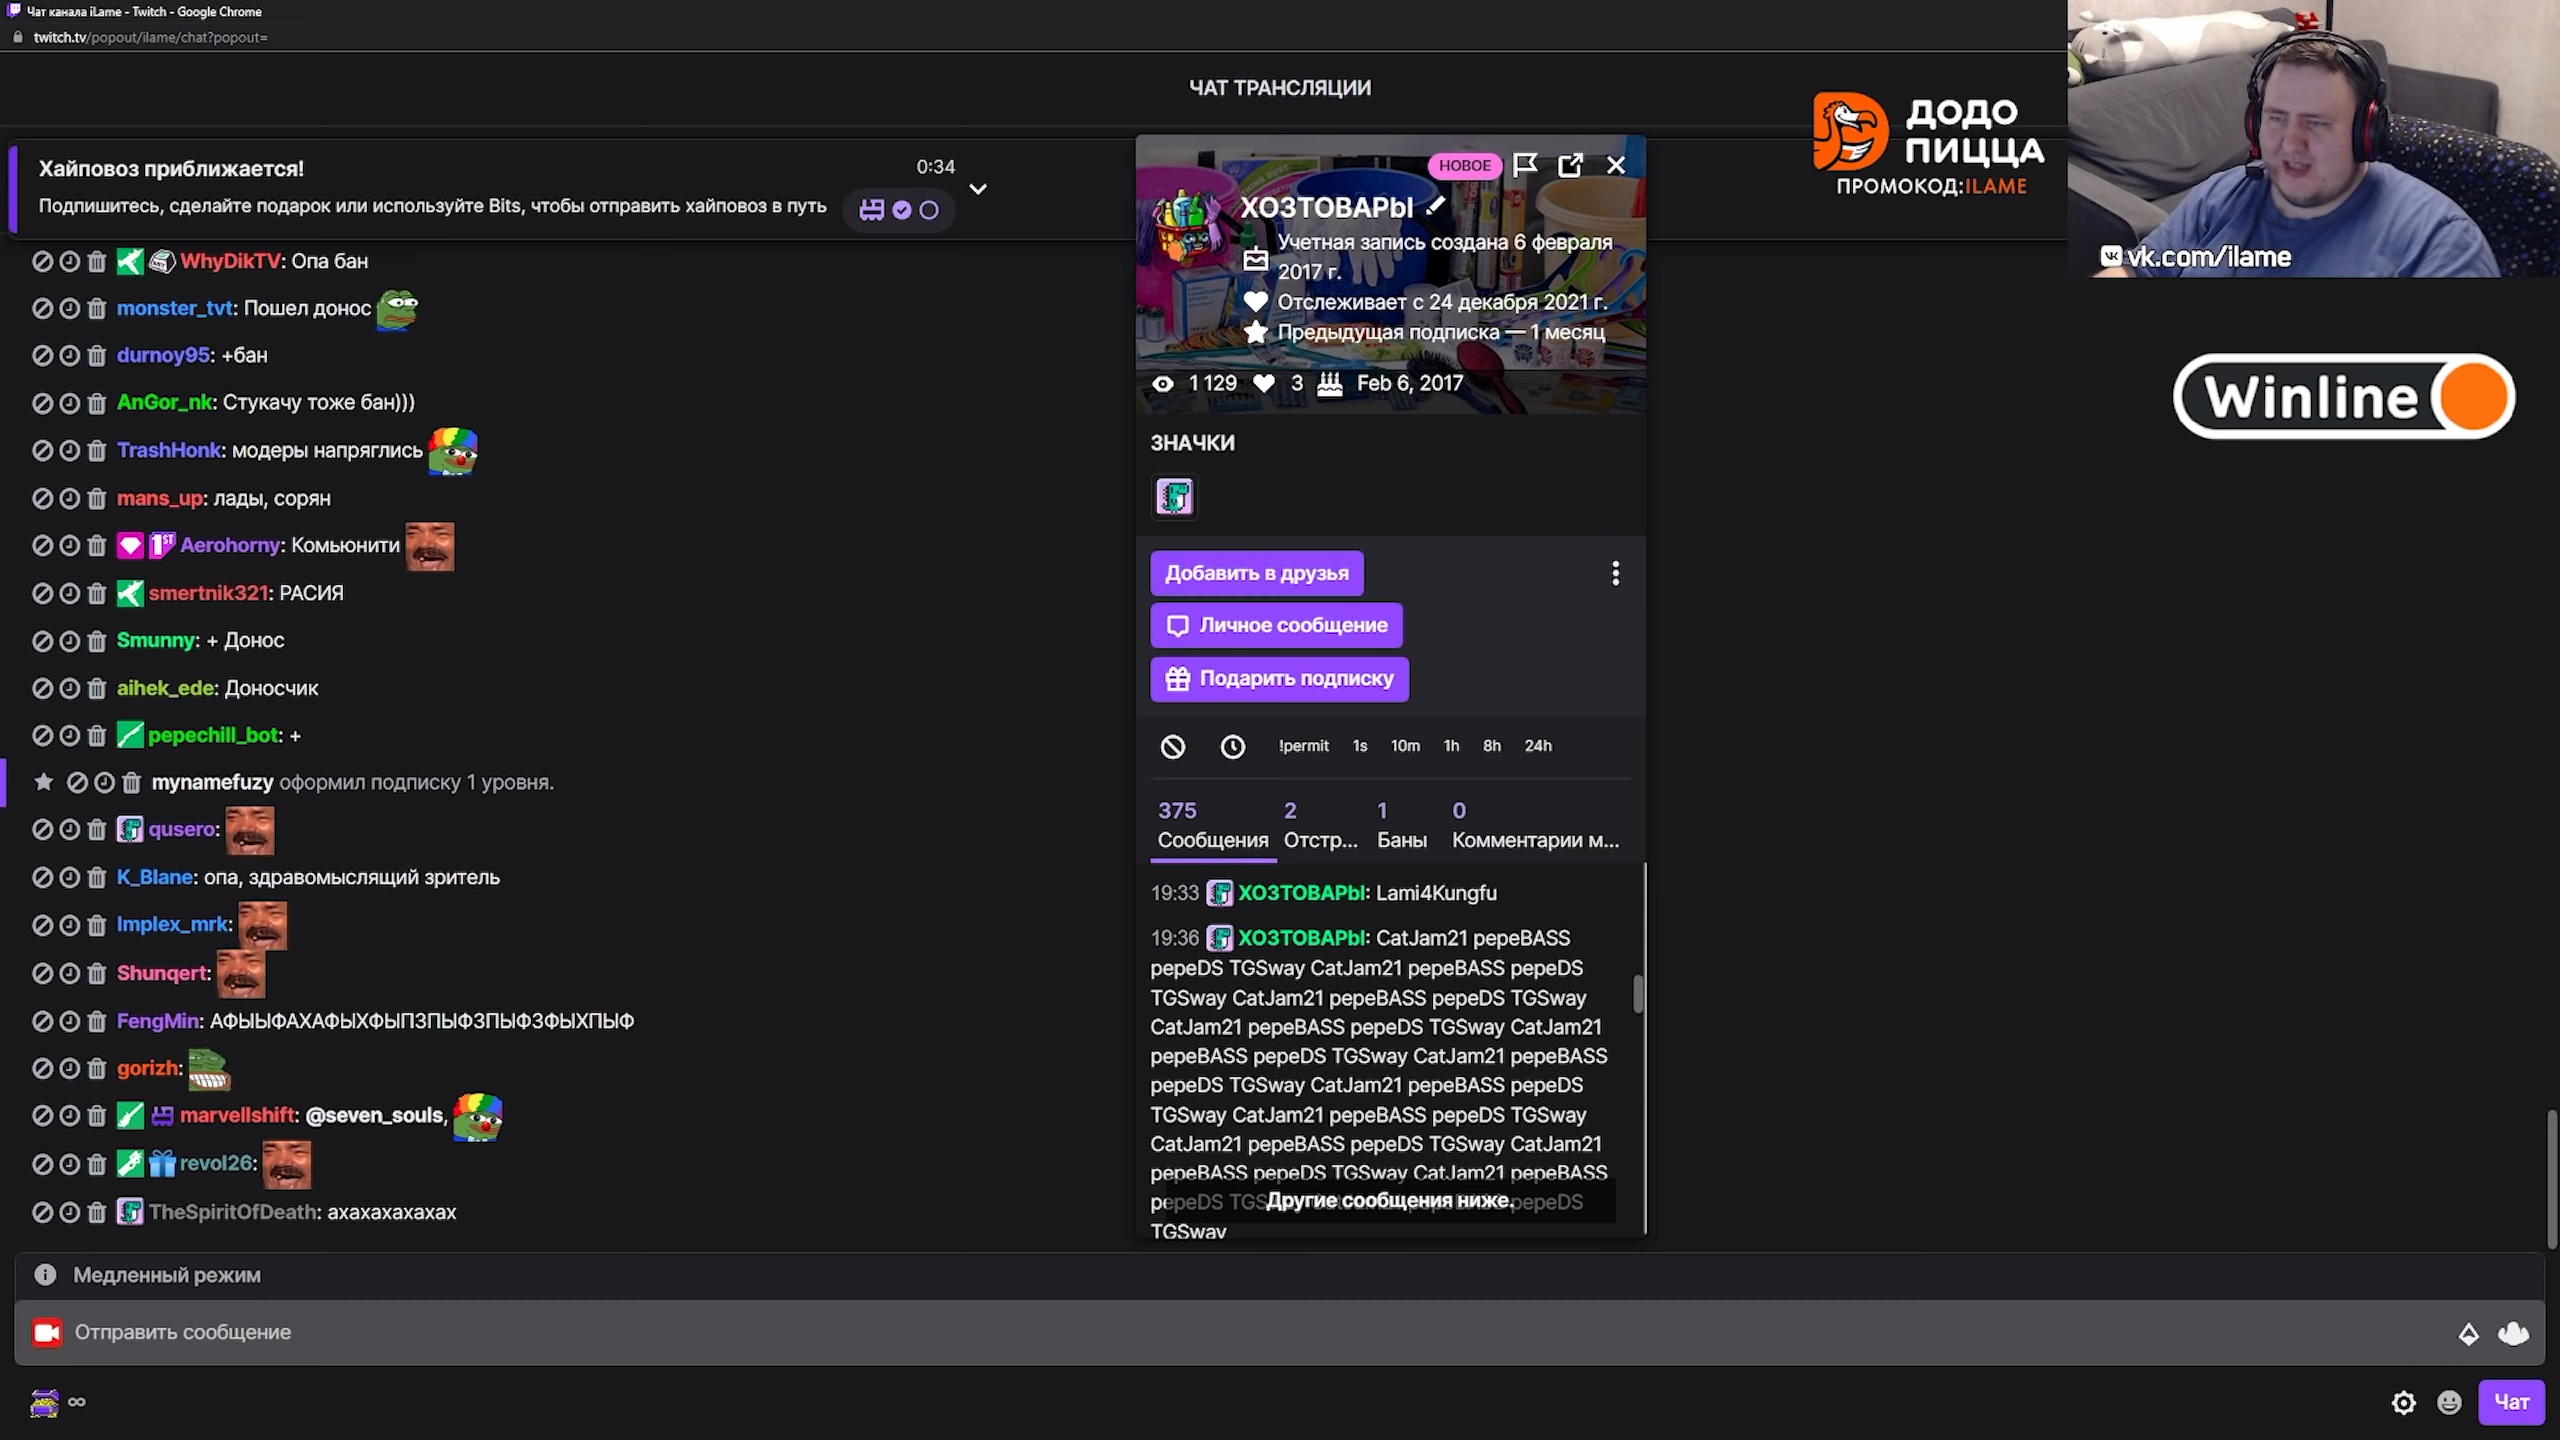 Чат канала iLame - Twitch - Google Chrome
twitch.tv/popout/ilame/chat?popout=
ЧАТ ТРАНСЛЯЦИИ
Хайповоз приближается!
0:34
Подпишитесь, сделайте подарок или используйте Bits, чтобы отправить хайповоз в путь
WhyDikTV: Опа бан
monster_tvt: Пошел донос
durnoy95: +бан
AnGor_nk: Стукачу тоже бан)))
TrashHonk: модеры напряглись
mans_up: лады, сорян
1ST Aerohorny: Комьюнити
smertnik321: РАСИЯ
Smunny: + Донос
aihek_ede: Доносчик
pepechill_bot: +
mynamefuzy оформил подписку 1 уровня.
qusero:
K_Blane: опа, здравомыслящий зритель
Implex_mrk:
Shunqert:
FengMin: АФЫЫФАХАФЫХФЫПЗПЫФЗПЫФЗФЫХПЫФ
gorizh:
marvellshift: @seven_souls,
revol26:
TheSpiritOfDeath: ахахахахахах
Медленный режим
Отправить сообщение
∞
Чат
НОВОЕ
XO3TOBAPbI
Учетная запись создана 6 февраля
2017 г.
Отслеживает с 24 декабря 2021 г.
Предыдущая подписка — 1 месяц
1 129 3 Feb 6, 2017
ЗНАЧКИ
Добавить в друзья
Личное сообщение
Подарить подписку
!permit 1s 10m 1h 8h 24h
375 2 1 0
Сообщения Отстр... Баны Комментарии м...
19:33 XO3TOBAPbI: Lami4Kungfu
19:36 XO3TOBAPbI: CatJam21 pepeBASS
pepeDS TGSway CatJam21 pepeBASS pepeDS
TGSway CatJam21 pepeBASS pepeDS TGSway
CatJam21 pepeBASS pepeDS TGSway CatJam21
pepeBASS pepeDS TGSway CatJam21 pepeBASS
pepeDS TGSway CatJam21 pepeBASS pepeDS
TGSway CatJam21 pepeBASS pepeDS TGSway
CatJam21 pepeBASS pepeDS TGSway CatJam21
pepeBASS pepeDS TGSway CatJam21 pepeBASS
pepeDS TGSway CatJam21 pepeBASS pepeDS
Другие сообщения ниже.
TGSway
ДОДО
ПИЦЦА
ПРОМОКОД:ILAME
vk.com/ilame
Winline